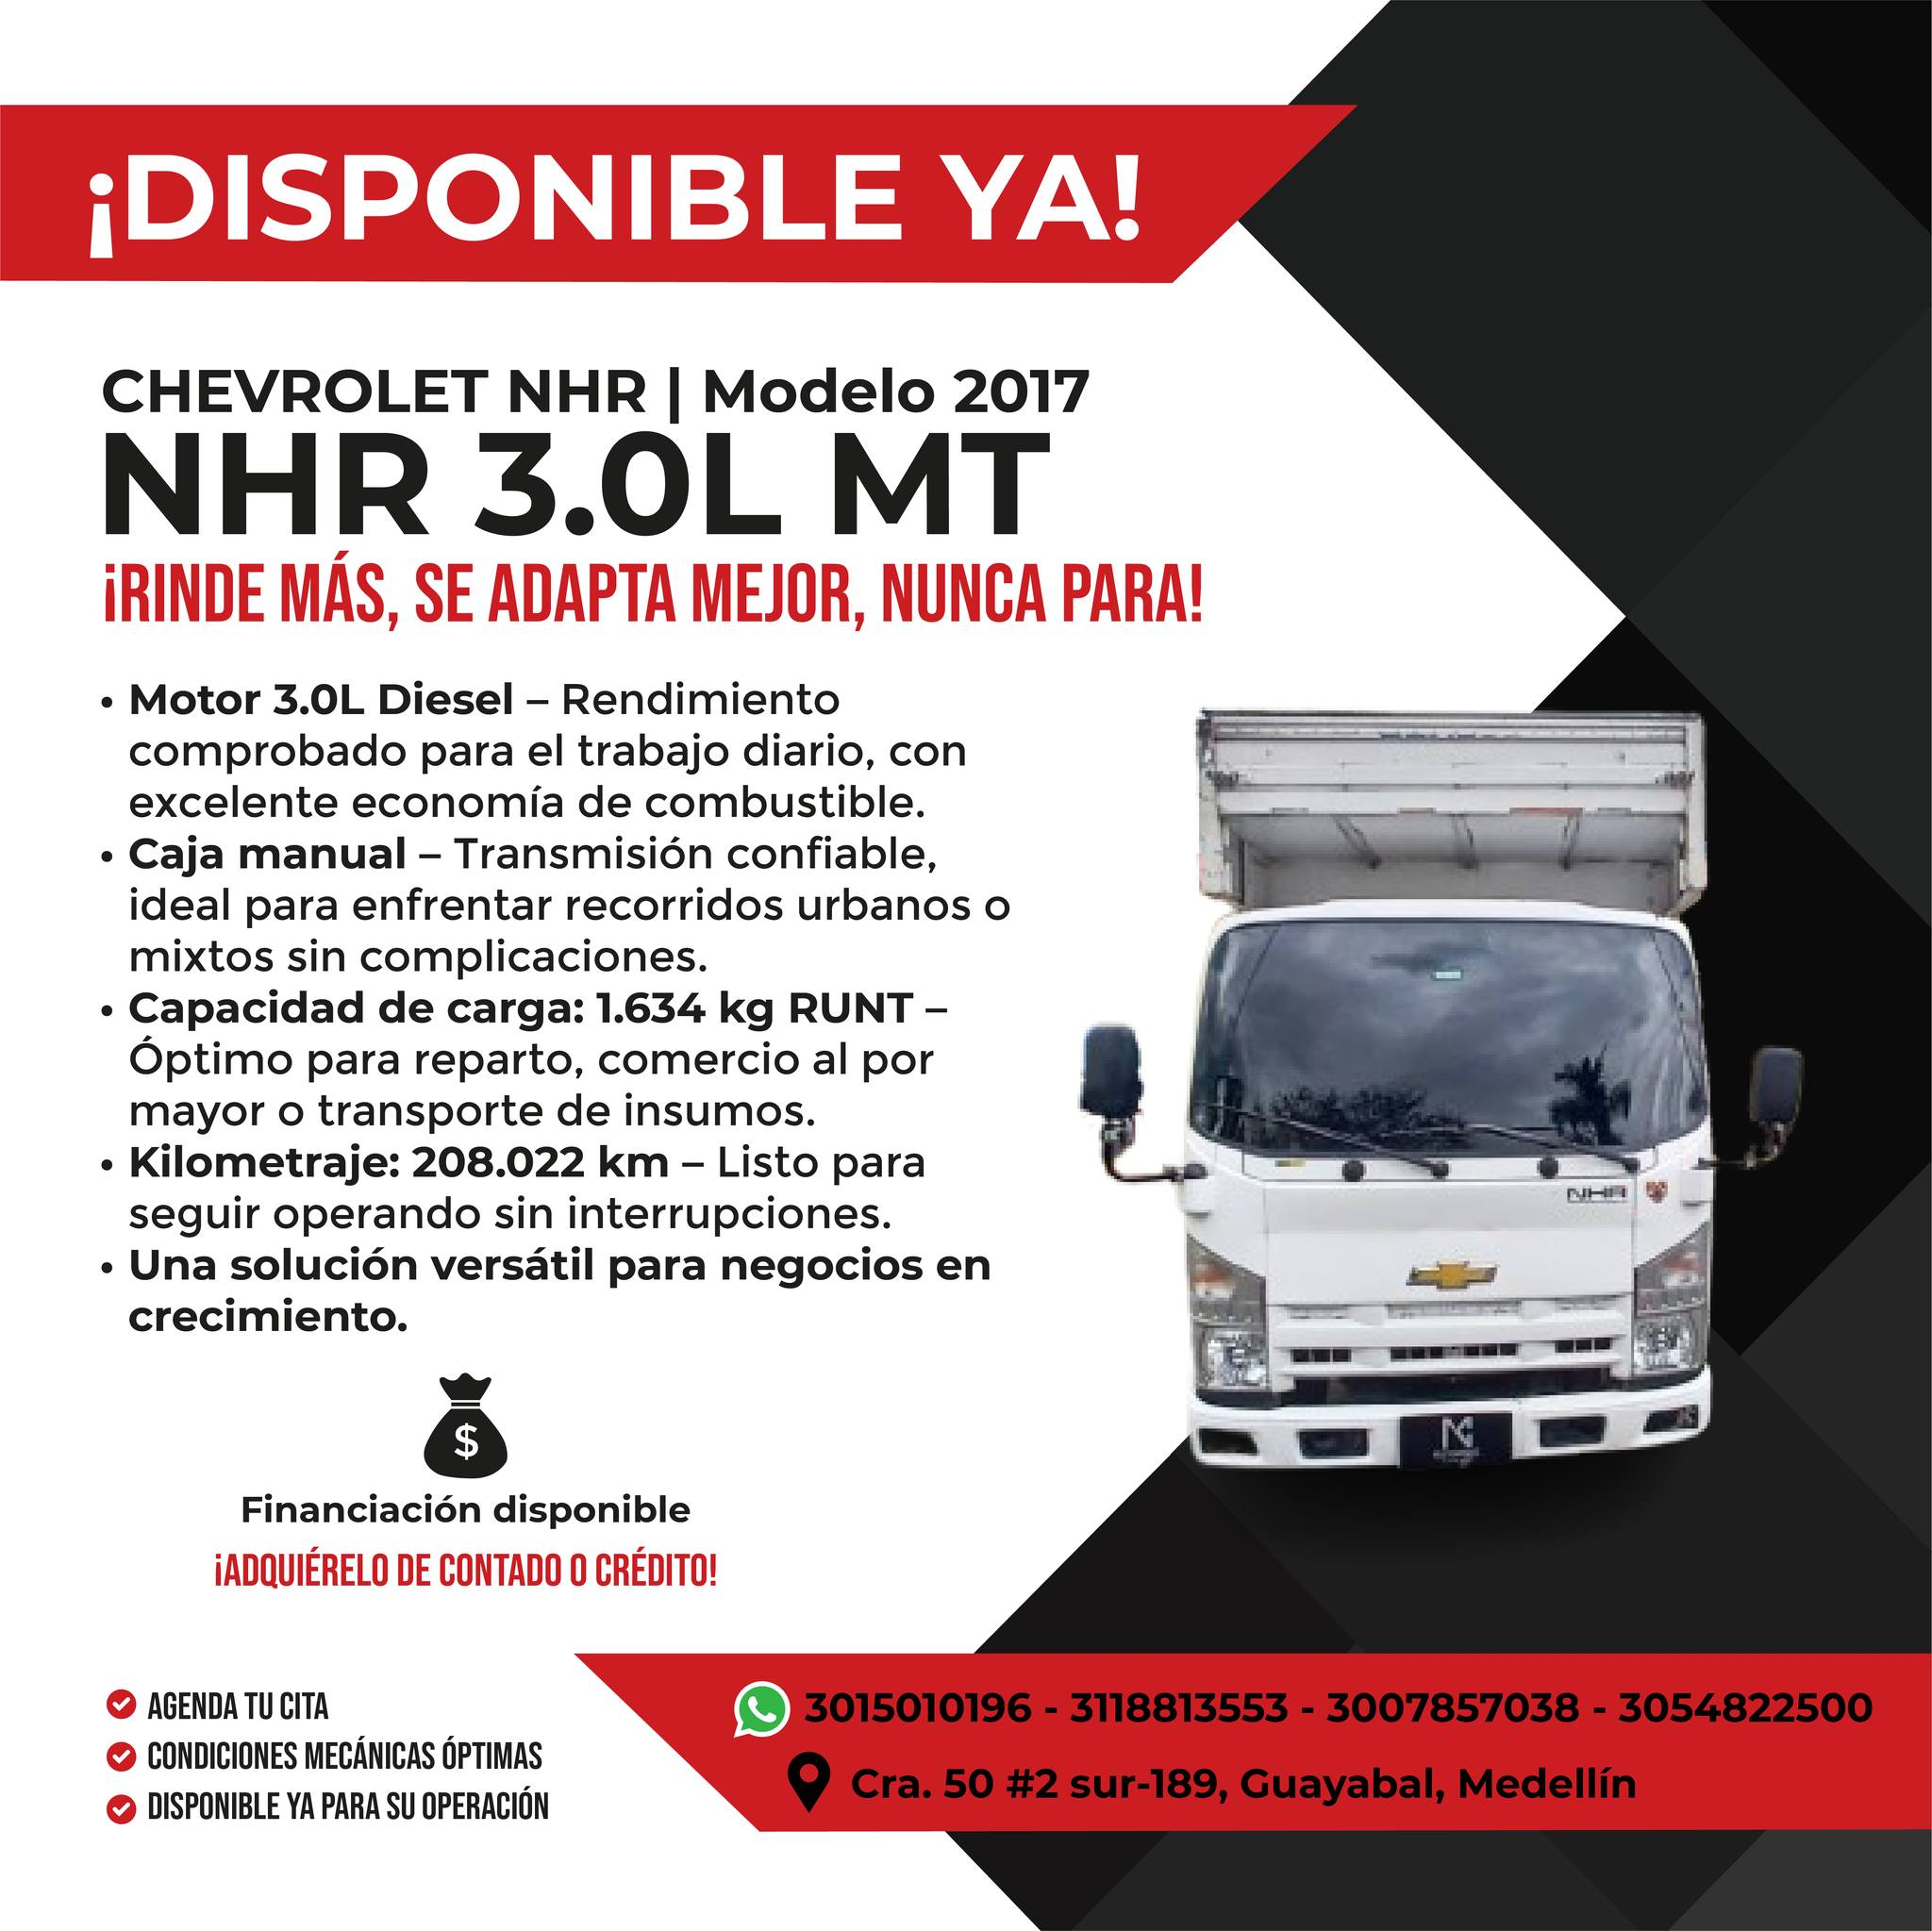 ¡DISPONIBLE YA!
CHEVROLET NHR | Modelo 2017
NHR 3.0L MT
¡RINDE MÁS, SE ADAPTA MEJOR, NUNCA PARA!
• Motor 3.0L Diesel – Rendimiento
comprobado para el trabajo diario, con
excelente economía de combustible.
• Caja manual – Transmisión confiable,
ideal para enfrentar recorridos urbanos o
mixtos sin complicaciones.
• Capacidad de carga: 1.634 kg RUNT –
Óptimo para reparto, comercio al por
mayor o transporte de insumos.
• Kilometraje: 208.022 km – Listo para
seguir operando sin interrupciones.
• Una solución versátil para negocios en
crecimiento.
NHR
$
Financiación disponible
¡ADQUIÉRELO DE CONTADO O CRÉDITO!
AGENDA TU CITA
CONDICIONES MECÁNICAS ÓPTIMAS
DISPONIBLE YA PARA SU OPERACIÓN
3015010196 - 3118813553 - 3007857038 - 3054822500
Cra. 50 #2 sur-189, Guayabal, Medellín